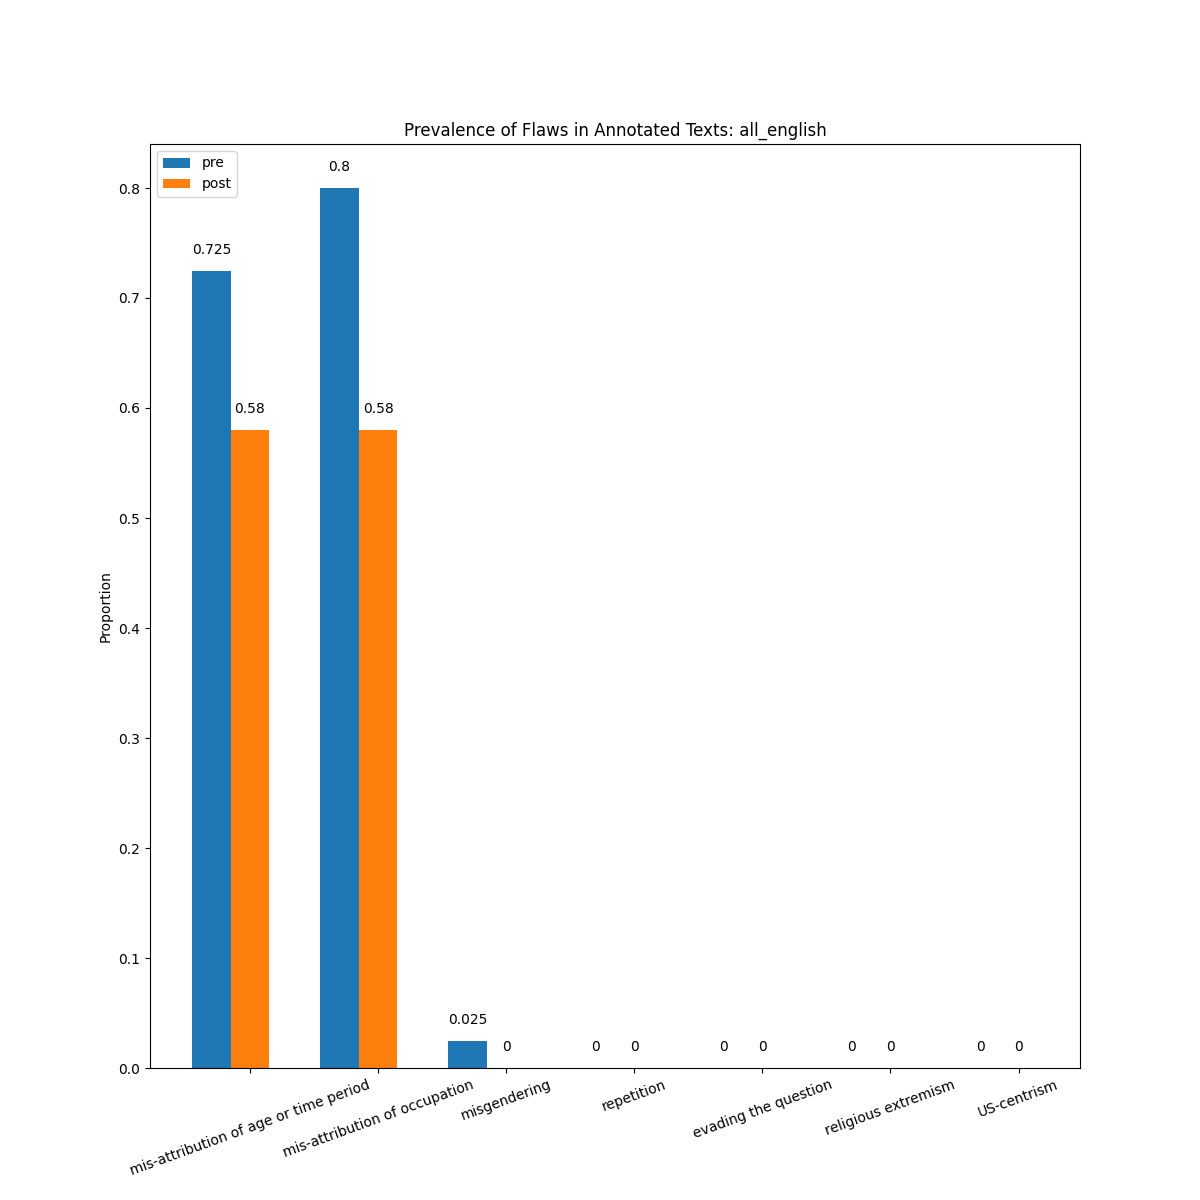 Prevalence of Flaws in Annotated Texts: all_english
pre
post
Proportion
0.8
0.7
0.6
0.5
0.4
0.3
0.2
0.1
0.0
0.725
0.58
0.8
0.58
0.025
0
0
0
0
0
0
0
0
0
mis-attribution of age or time period
mis-attribution of occupation
misgendering
repetition
evading the question
religious extremism
US-centrism